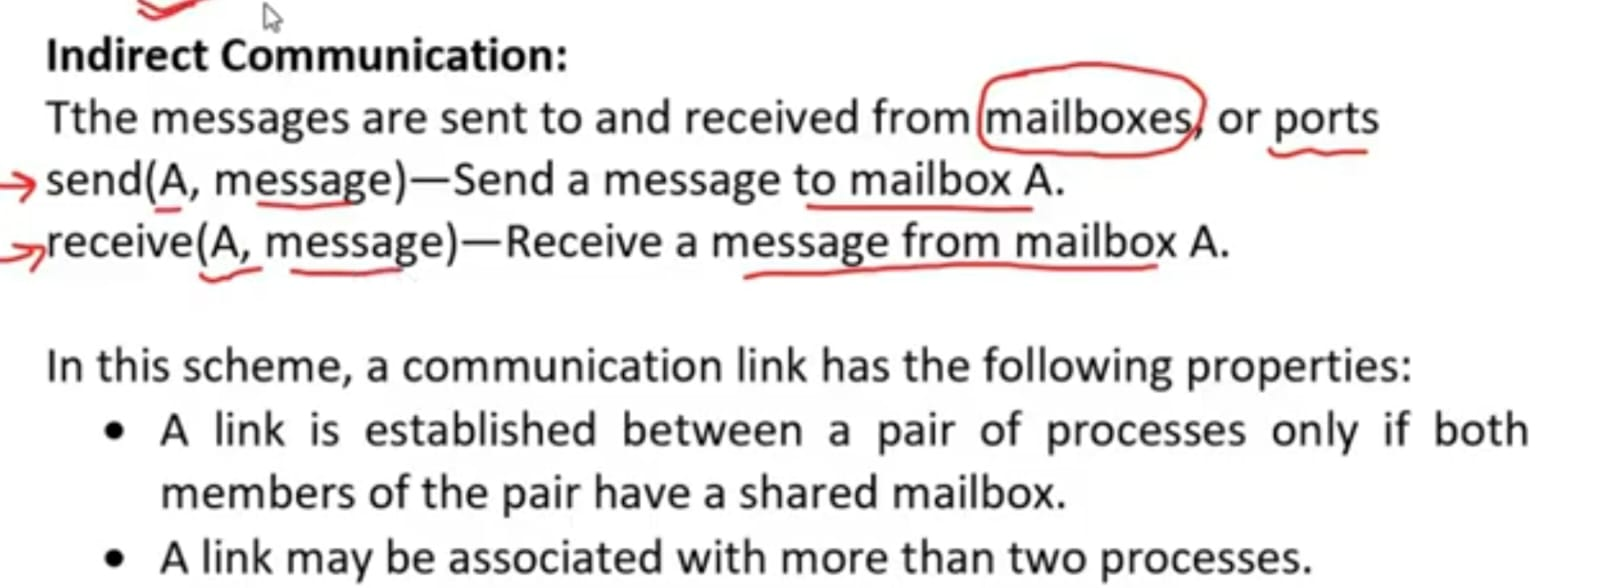 Indirect Communication:
Tthe messages are sent to and received from mailboxes, or ports
send(A, message)—Send a message to mailbox A.
receive(A, message)—Receive a message from mailbox A.
In this scheme, a communication link has the following properties:
• A link is established between a pair of processes only if both
members of the pair have a shared mailbox.
• A link may be associated with more than two processes.